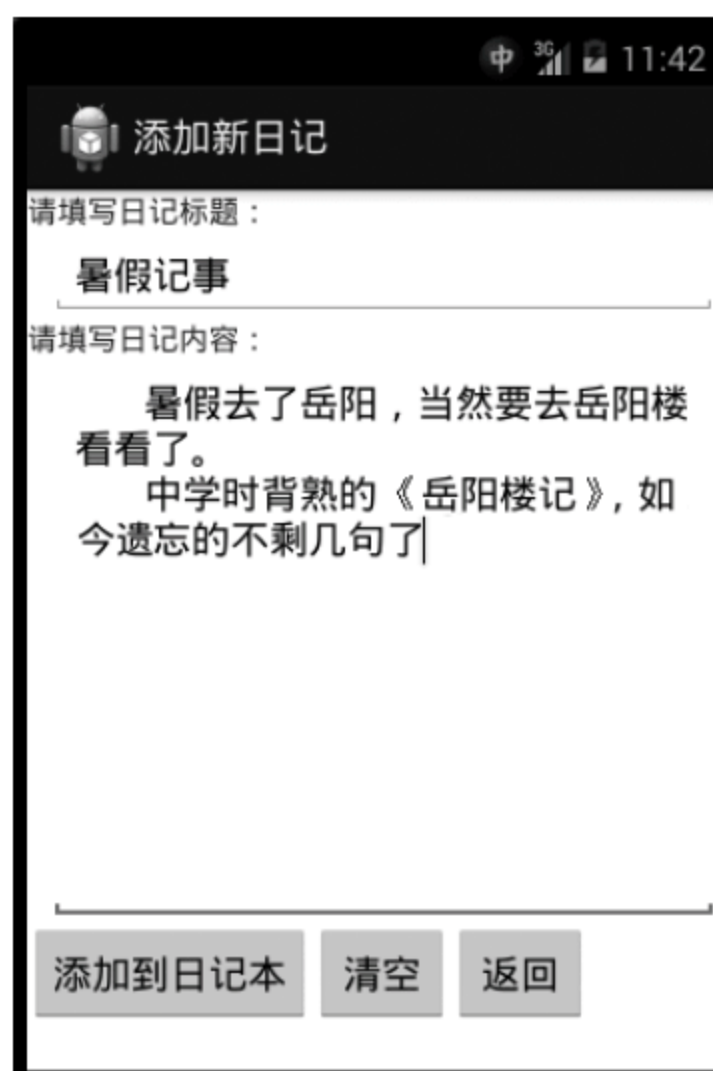 中 3G 11:42
添加新日记
请填写日记标题：
暑假记事
请填写日记内容：
暑假去了岳阳，当然要去岳阳楼
看看了。
中学时背熟的《岳阳楼记》, 如
今遗忘的不剩几句了
添加到日记本 清空 返回